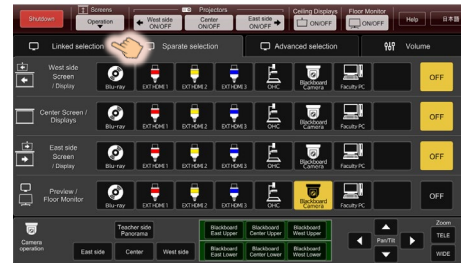 Shutdown
Screens
Operation
Projectors
West side
ON/OFF
Center
ON/OFF
East side
ON/OFF
Ceiling Displays
ON/OFF
Floor Monitor
ON/OFF
Help
日本語
Linked selection
Sparate selection
Advanced selection
Volume
West side
Screen
/ Display
Blu-ray
EXT HDMI 1
EXT HDMI 2
EXT HDMI 3
OHC
Blackboard
Camera
Faculty PC
OFF
Center Screen /
Displays
Blu-ray
EXT HDMI 1
EXT HDMI 2
EXT HDMI 3
OHC
Blackboard
Camera
Faculty PC
OFF
East side
Screen
/ Display
Blu-ray
EXT HDMI 1
EXT HDMI 2
EXT HDMI 3
OHC
Blackboard
Camera
Faculty PC
OFF
Preview /
Floor Monitor
Blu-ray
EXT HDMI 1
EXT HDMI 2
EXT HDMI 3
OHC
Blackboard
Camera
Faculty PC
OFF
Camera
operation
Teacher side
Panorama
East side
Center
West side
Blackboard
East Upper
Blackboard
Center Upper
Blackboard
West Upper
Blackboard
East Lower
Blackboard
Center Lower
Blackboard
West Lower
Pan/Tilt
Zoom
TELE
WIDE